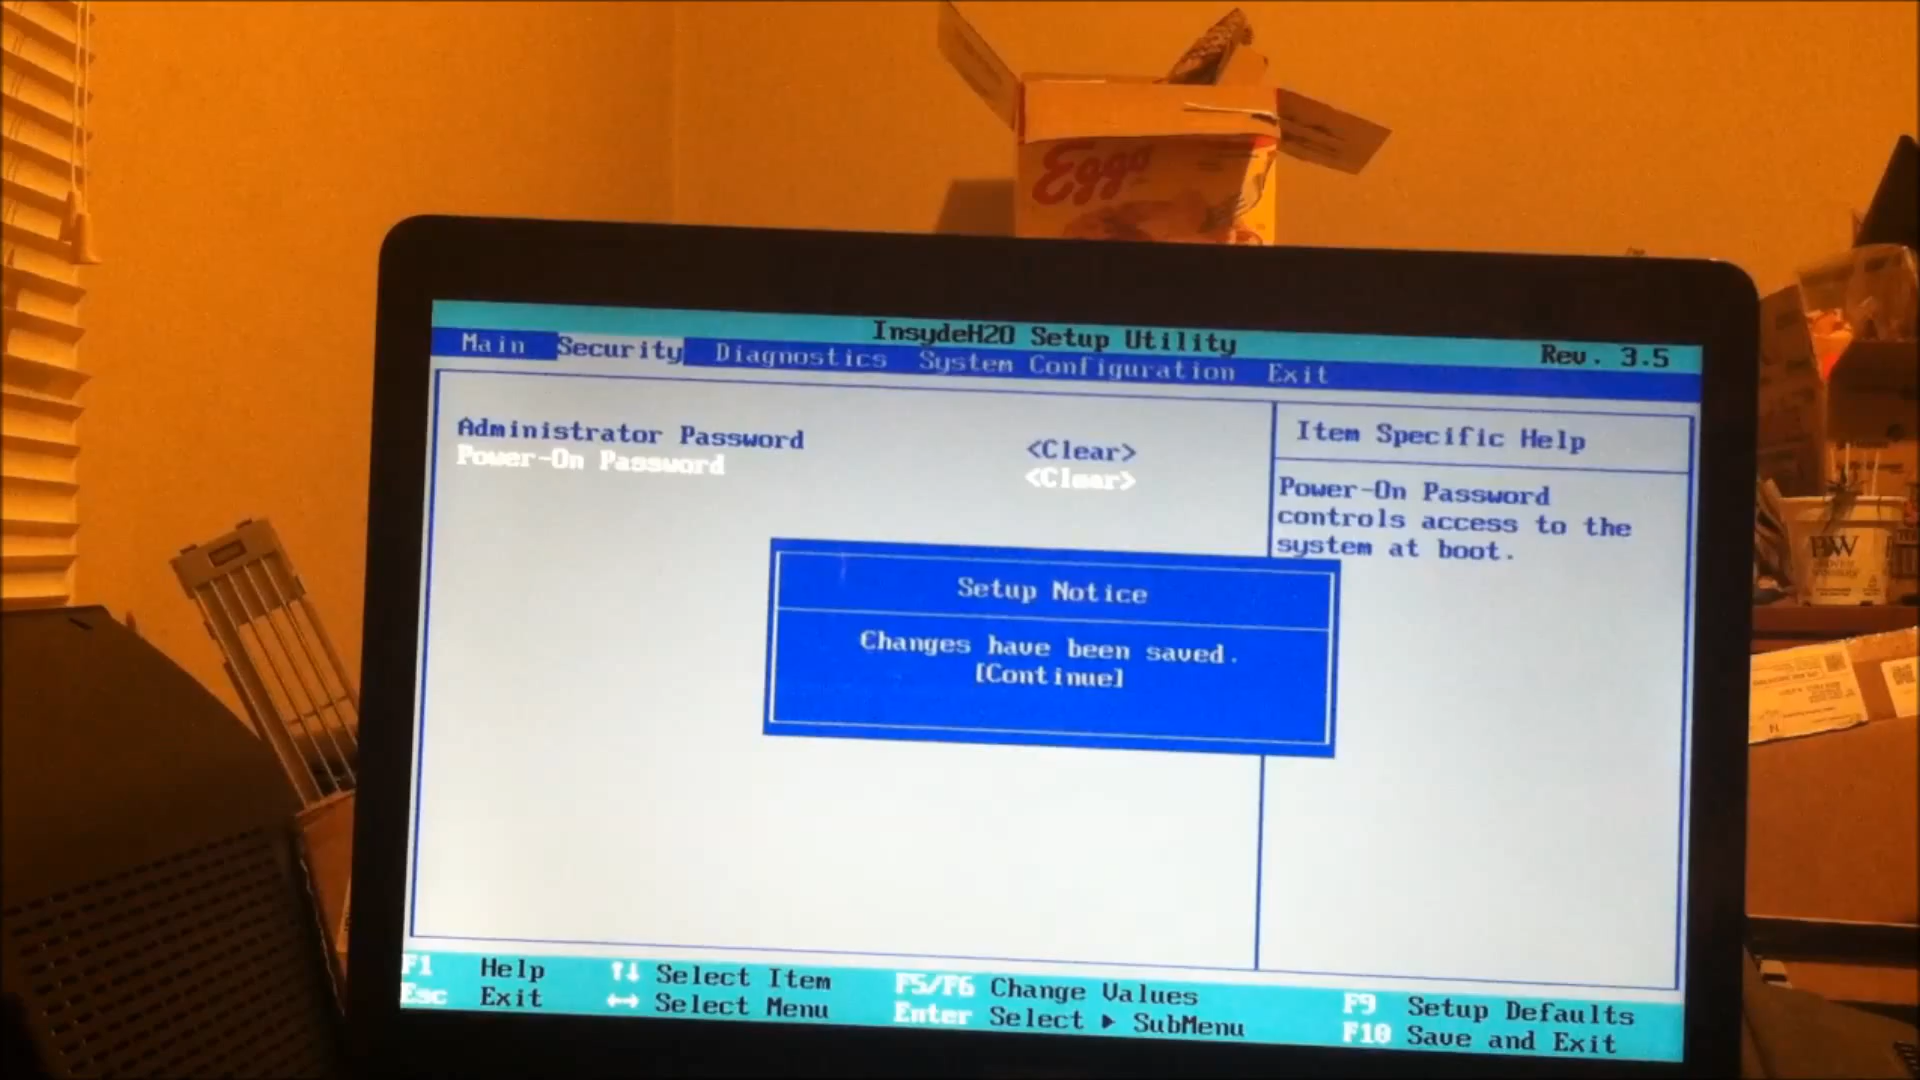 Eggo
InsydeH2O Setup Utility
Rev. 3.5
Main Security Diagnostics System Configuration Exit
Administrator Password <Clear>
Power-On Password <Clear>
Item Specific Help
Power-On Password
controls access to the
system at boot.
Setup Notice
Changes have been saved.
[Continue]
BW
F1 Help ↑↓ Select Item F5/F6 Change Values F9 Setup Defaults
Esc Exit ←→ Select Menu Enter Select ▶ SubMenu F10 Save and Exit